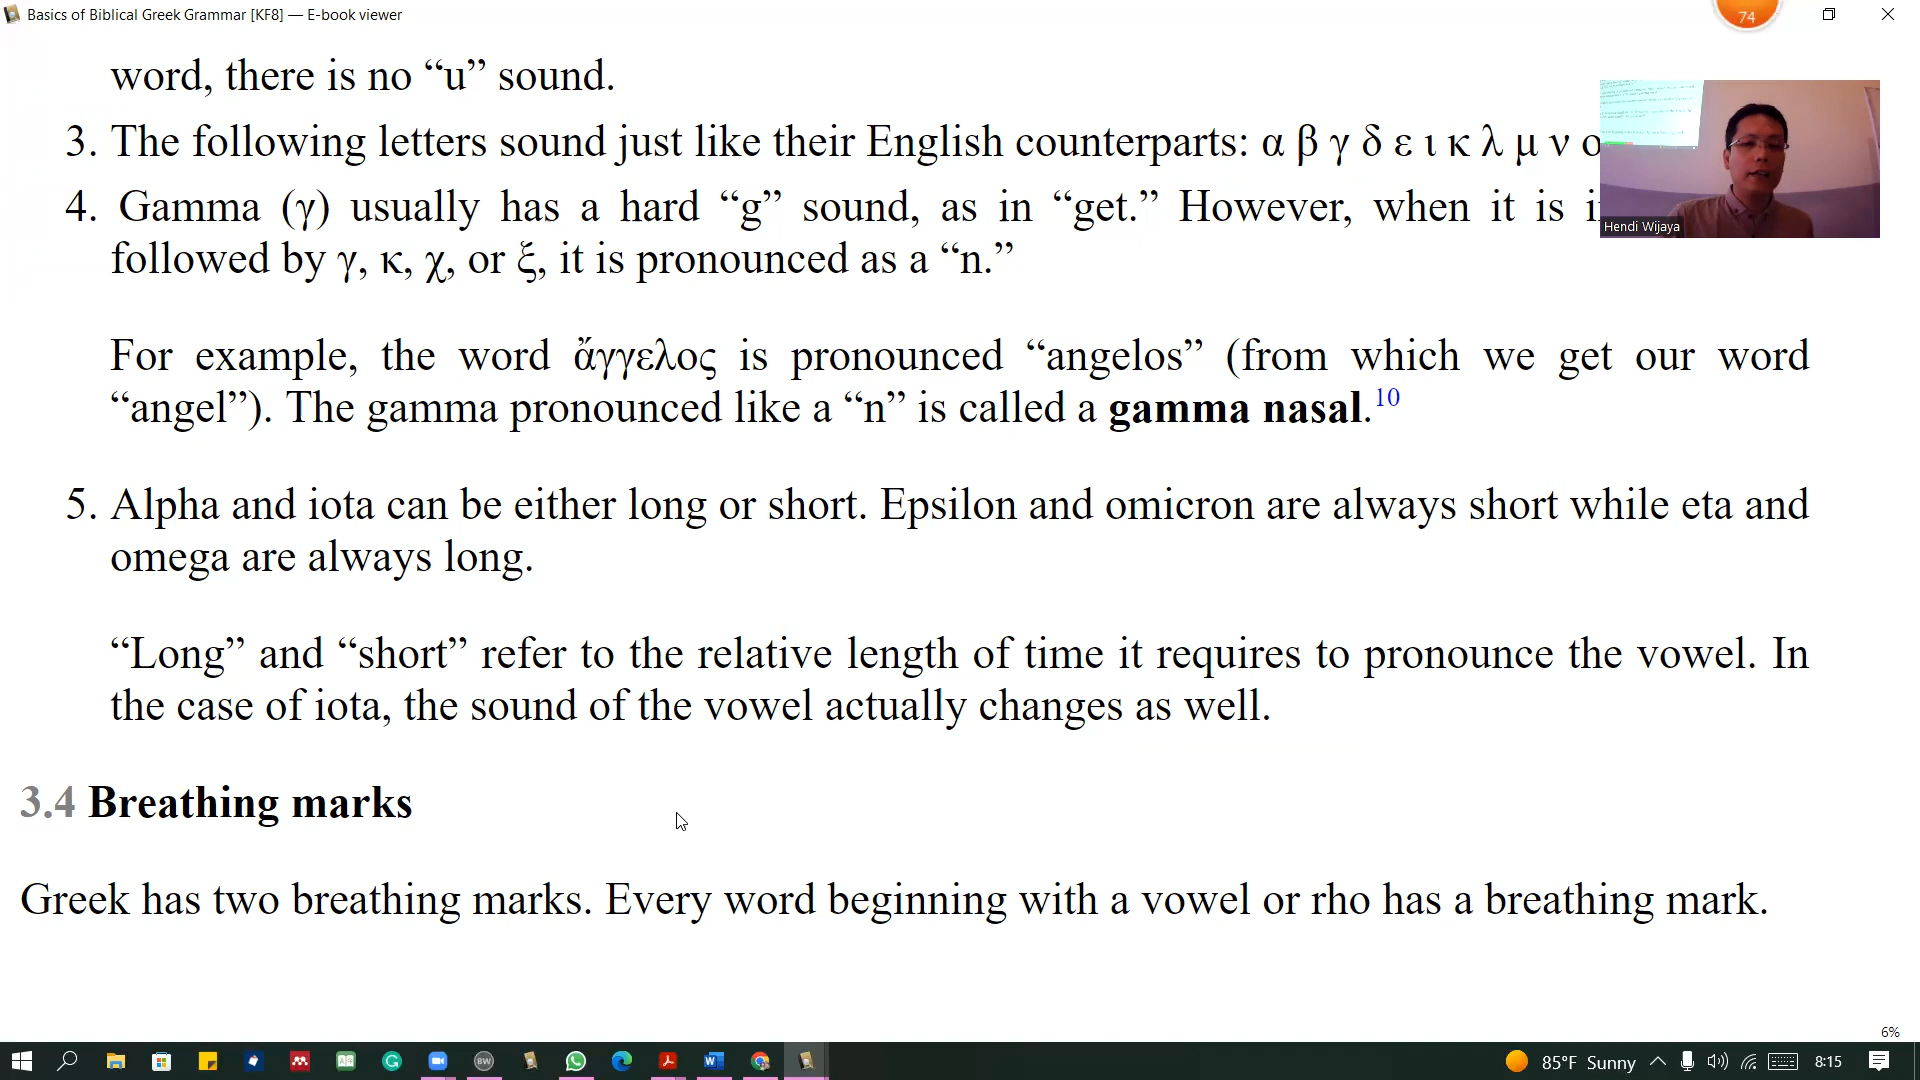 Basics of Biblical Greek Grammar [KF8] — E-book viewer
74
word, there is no “u” sound.
3. The following letters sound just like their English counterparts: α β γ δ ε ι κ λ μ ν ο
4. Gamma (γ) usually has a hard “g” sound, as in “get.” However, when it is
followed by γ, κ, χ, or ξ, it is pronounced as a “n.”
Hendi Wijaya
For example, the word ἄγγελος is pronounced “angelos” (from which we get our word
“angel”). The gamma pronounced like a “n” is called a gamma nasal.10
5. Alpha and iota can be either long or short. Epsilon and omicron are always short while eta and
omega are always long.
“Long” and “short” refer to the relative length of time it requires to pronounce the vowel. In
the case of iota, the sound of the vowel actually changes as well.
3.4 Breathing marks
Greek has two breathing marks. Every word beginning with a vowel or rho has a breathing mark.
6%
BW
85°F Sunny
8:15